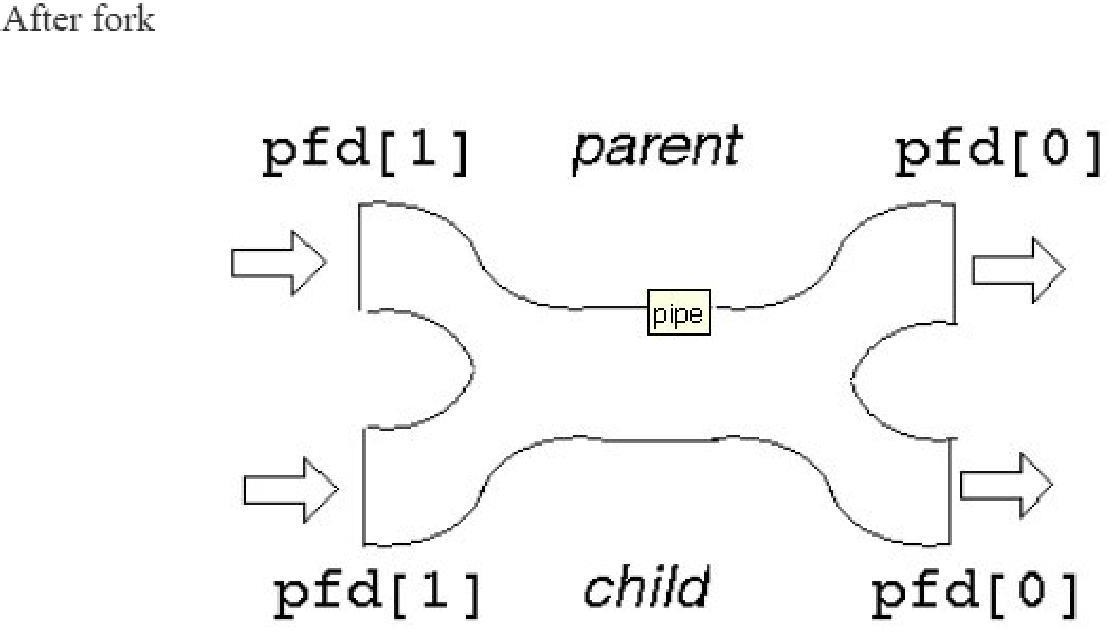 After fork
pfd[1] parent pfd[0]
pipe
pfd[1] child pfd[0]